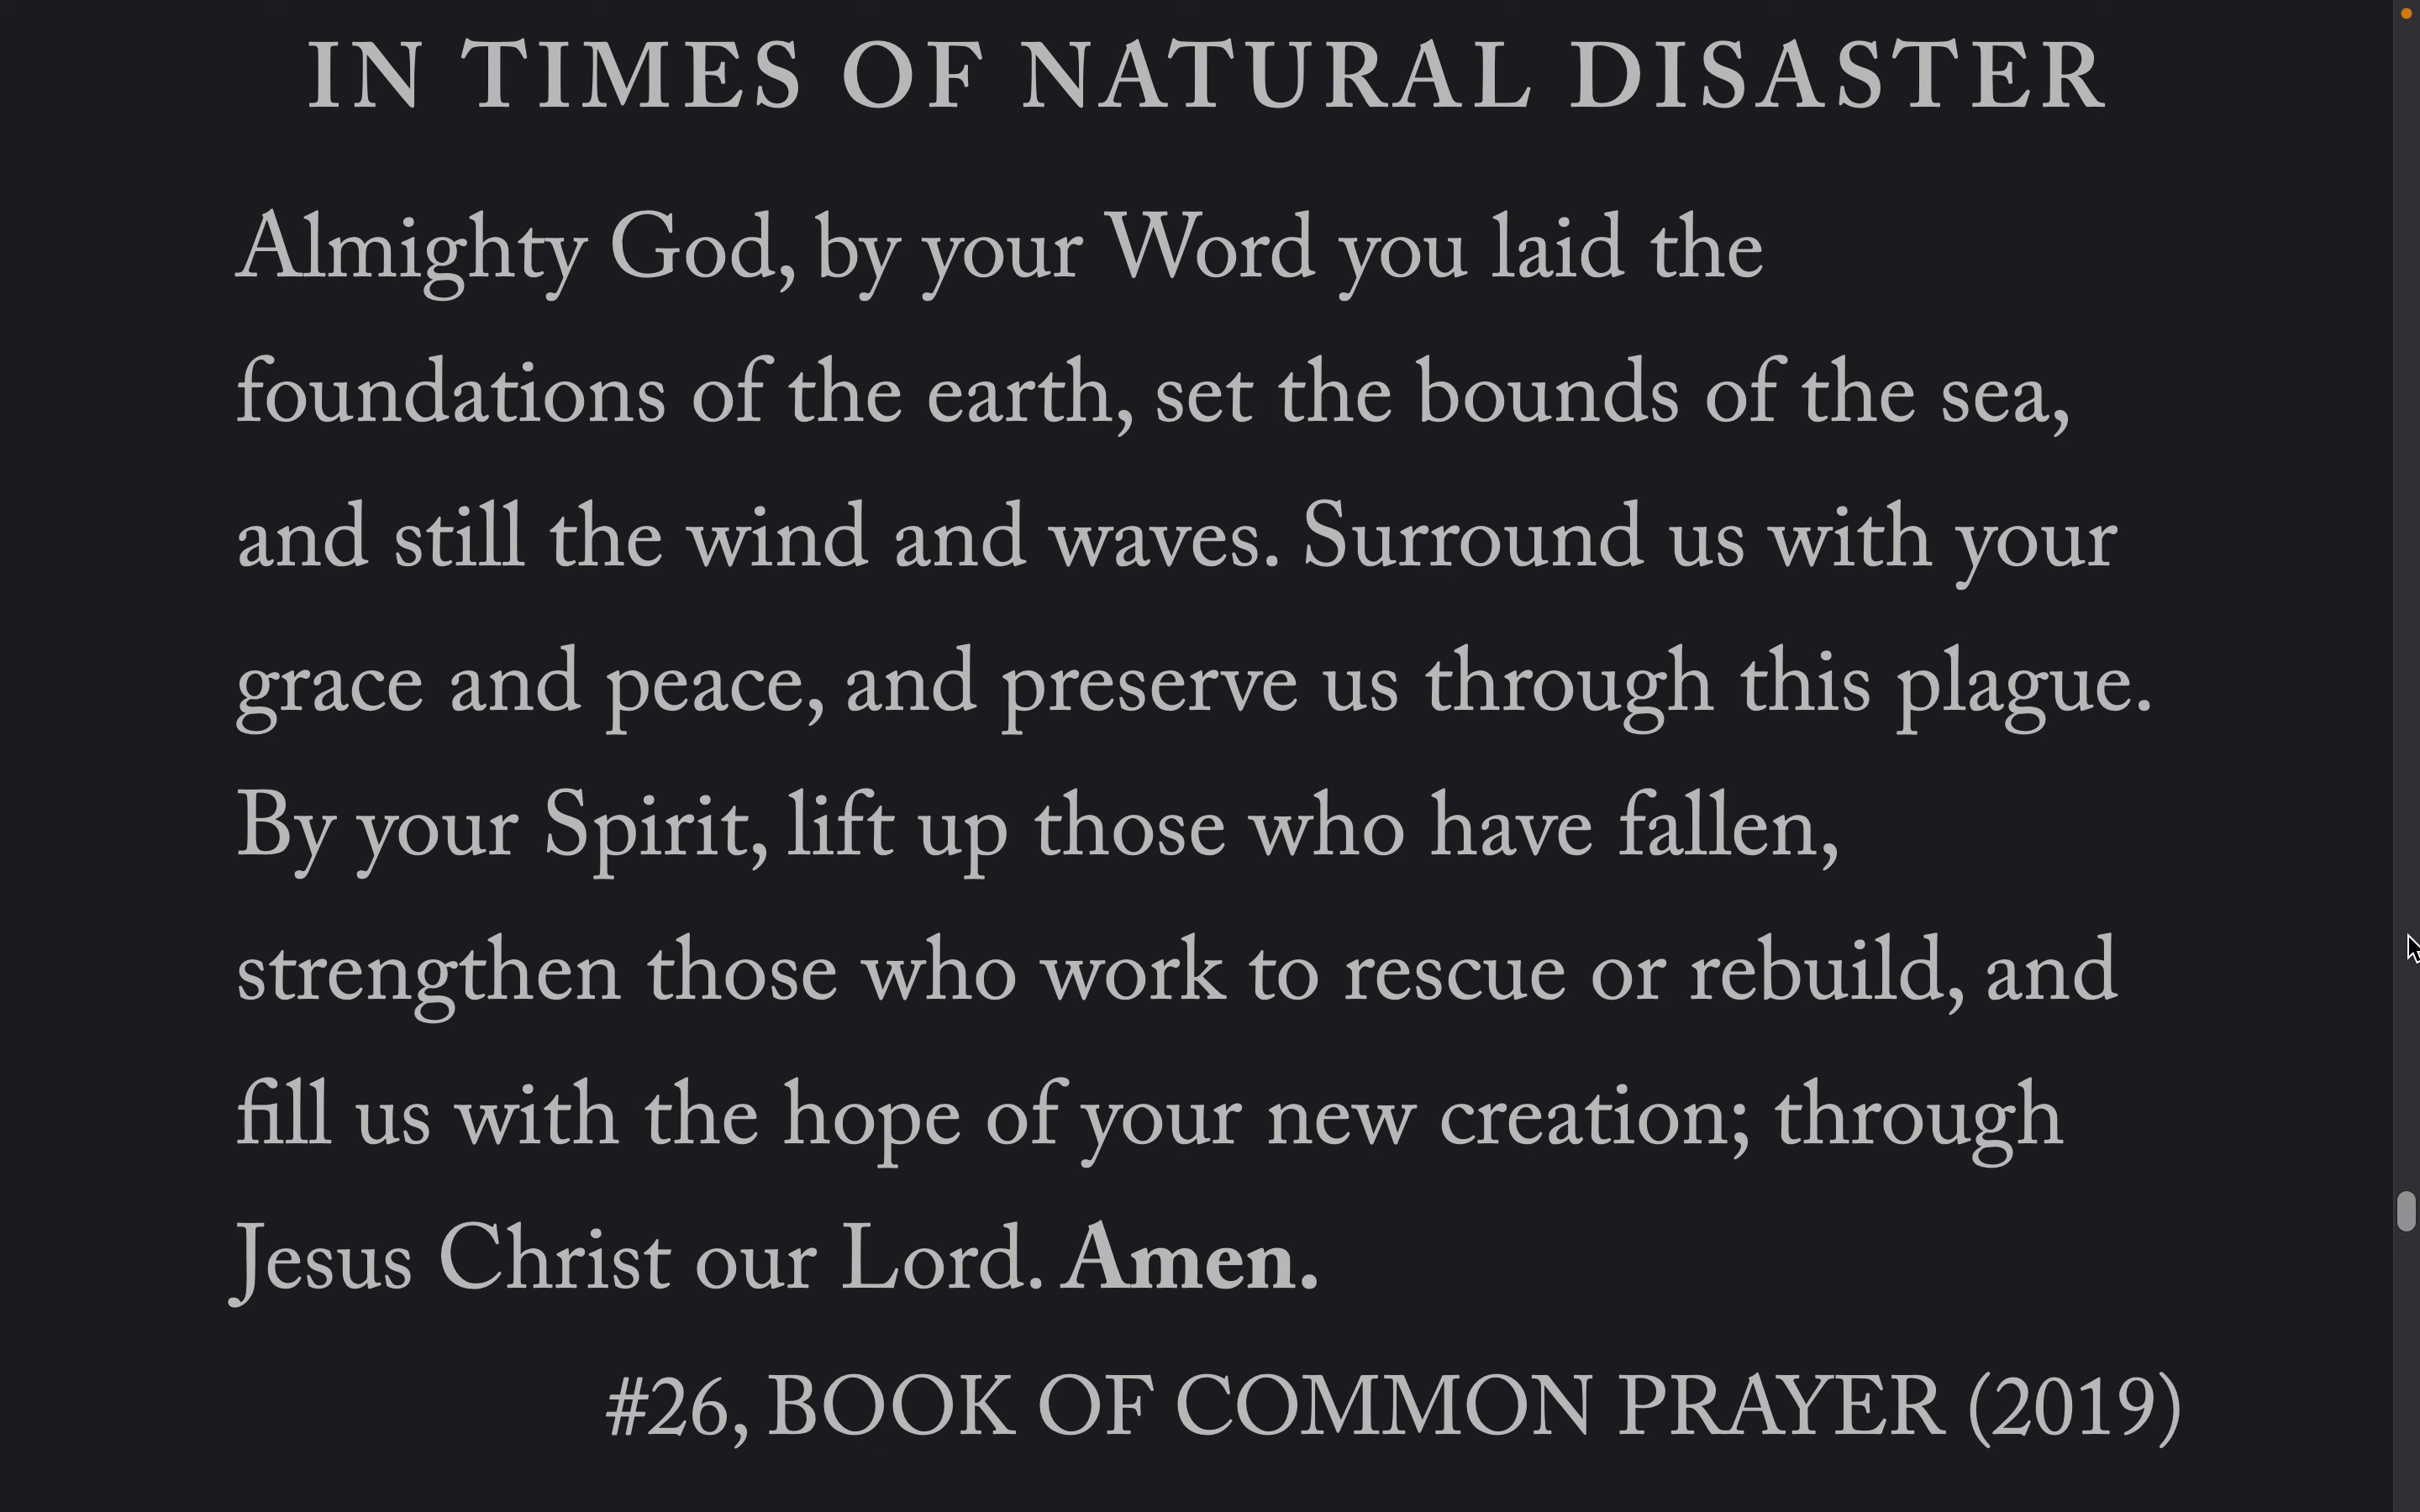 IN TIMES OF NATURAL DISASTER
Almighty God, by your Word you laid the
foundations of the earth, set the bounds of the sea,
and still the wind and waves. Surround us with your
grace and peace, and preserve us through this plague.
By your Spirit, lift up those who have fallen,
strengthen those who work to rescue or rebuild, and
fill us with the hope of your new creation; through
Jesus Christ our Lord. Amen.
#26, BOOK OF COMMON PRAYER (2019)